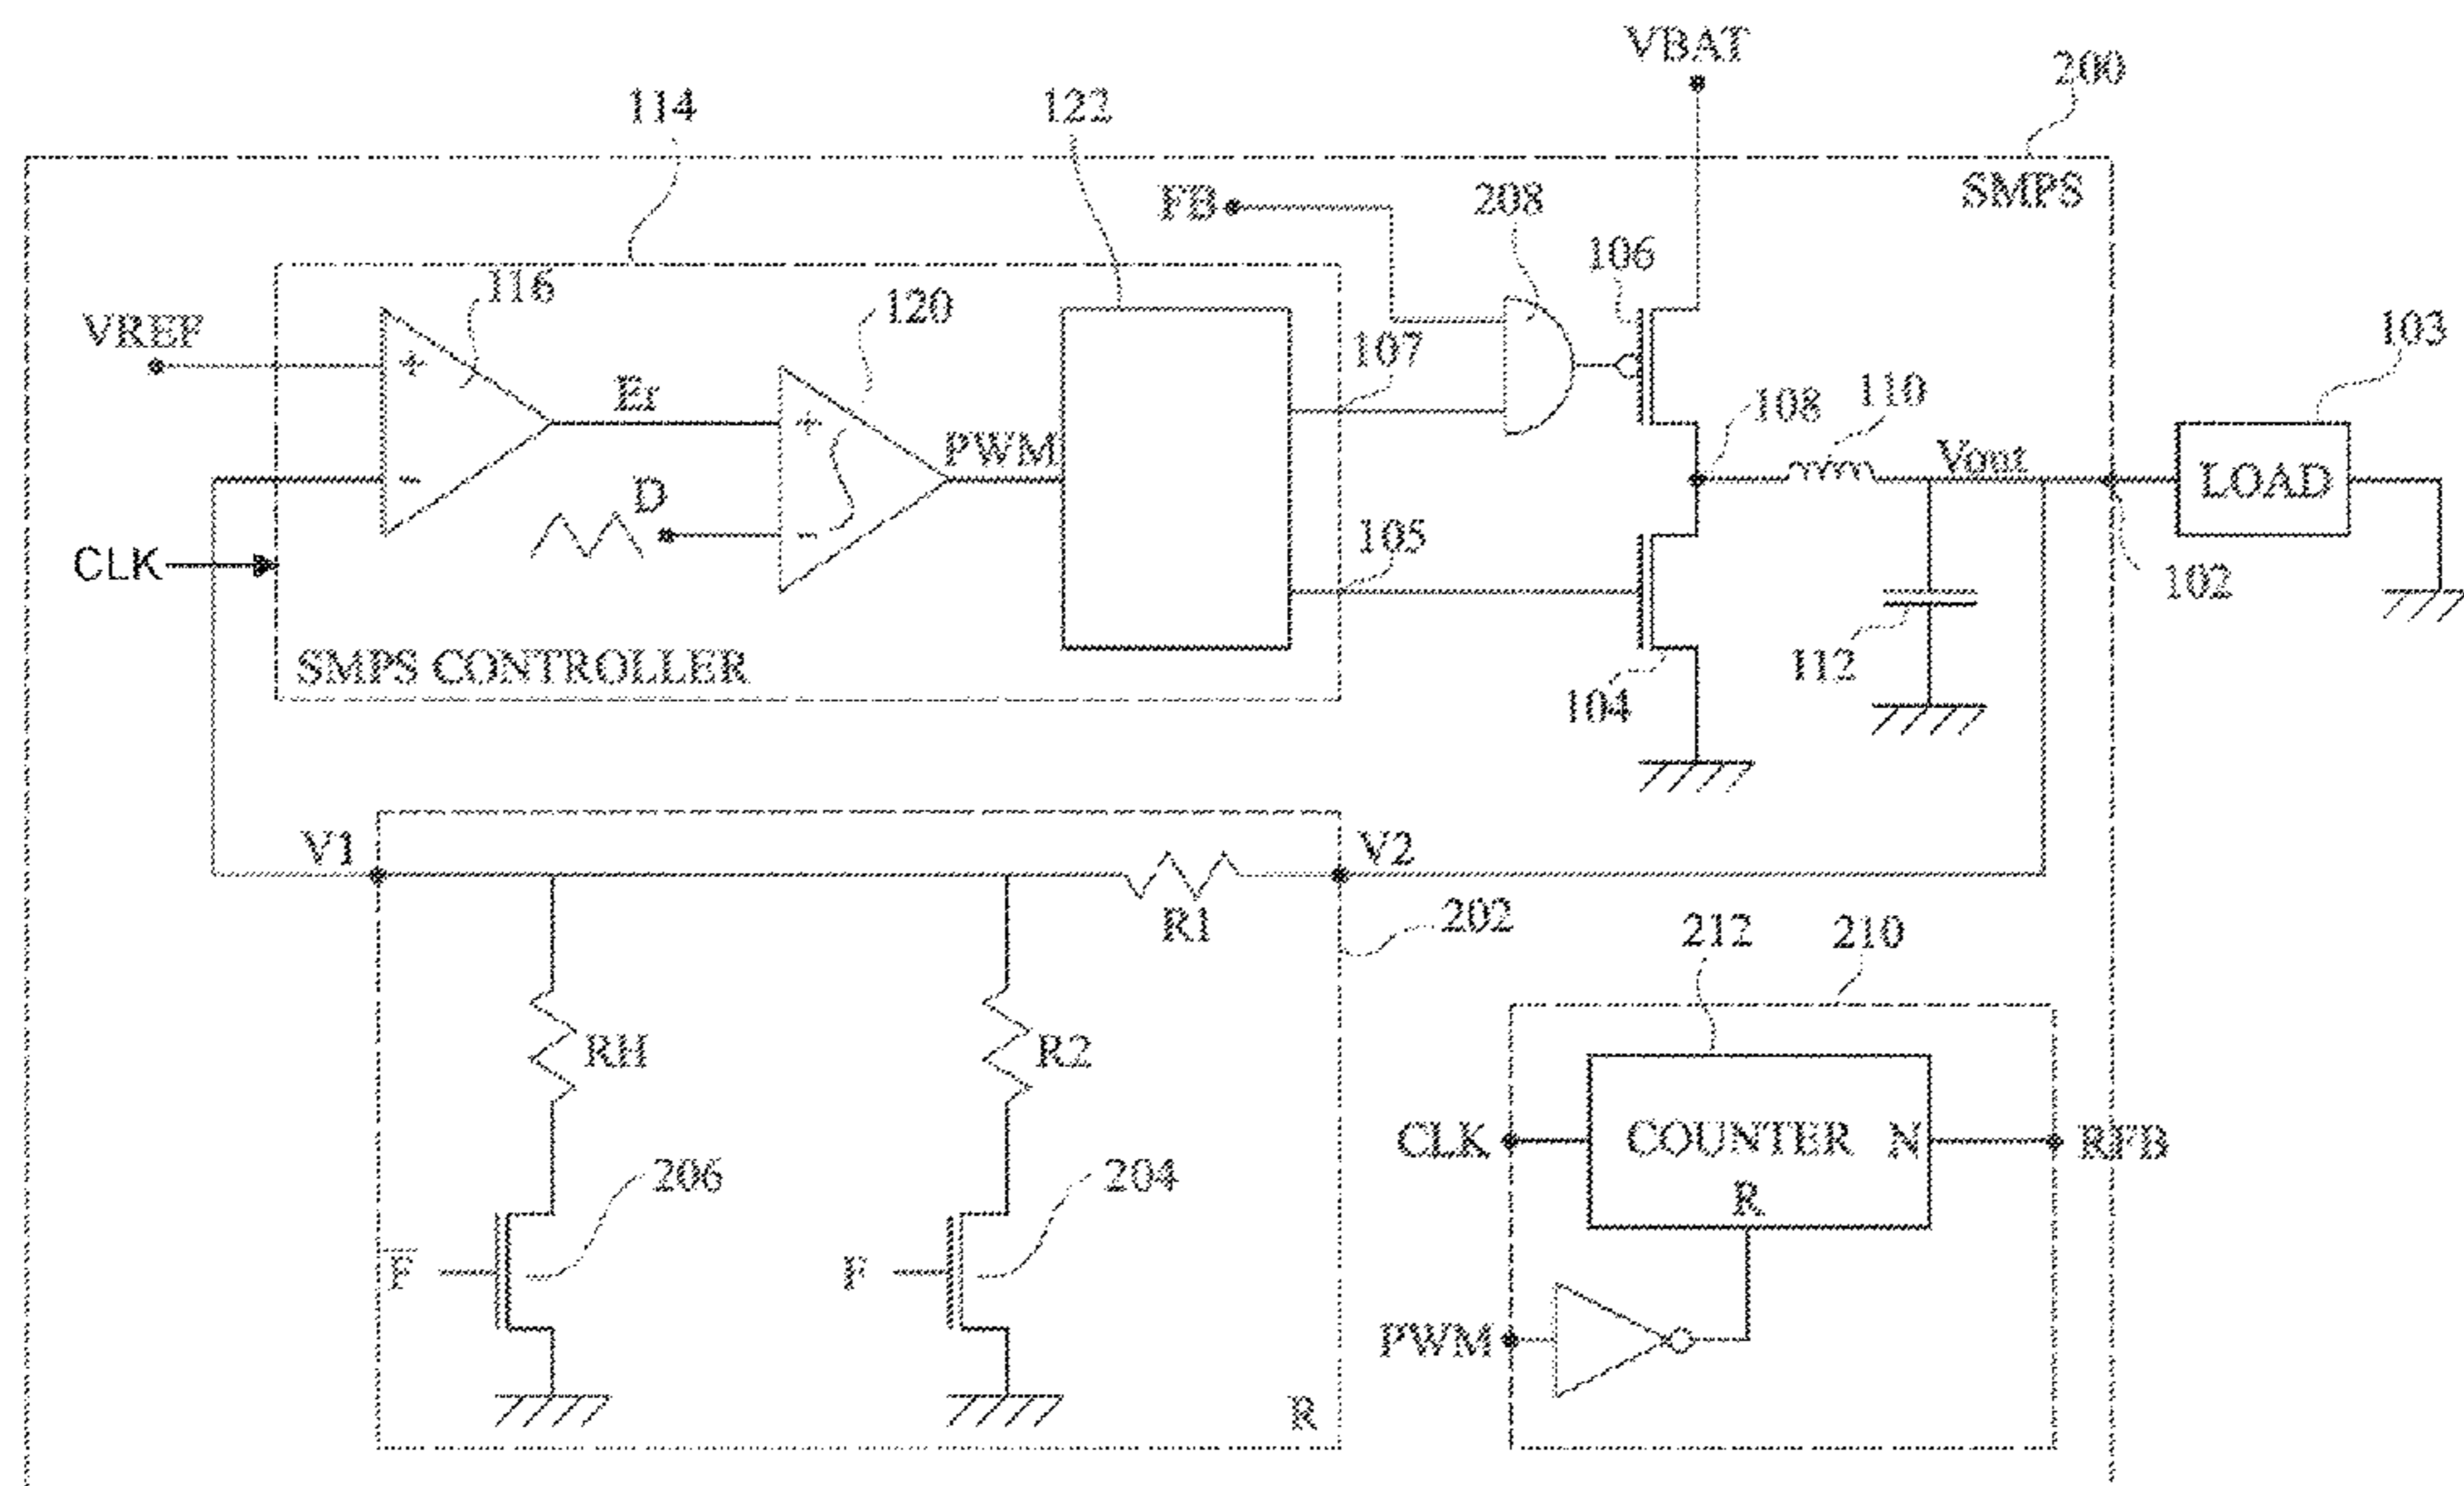 VBAT
200
114
122
SMPS
FB
208
106
116
120
VREF
103
107
Er
110
108
PWM
Vout
LOAD
D
105
CLK
102
112
SMPS CONTROLLER
104
V1
V2
R1
202
212
210
RH
R2
CLK
COUNTER N
RFB
206
204
R
F
F
PWM
R